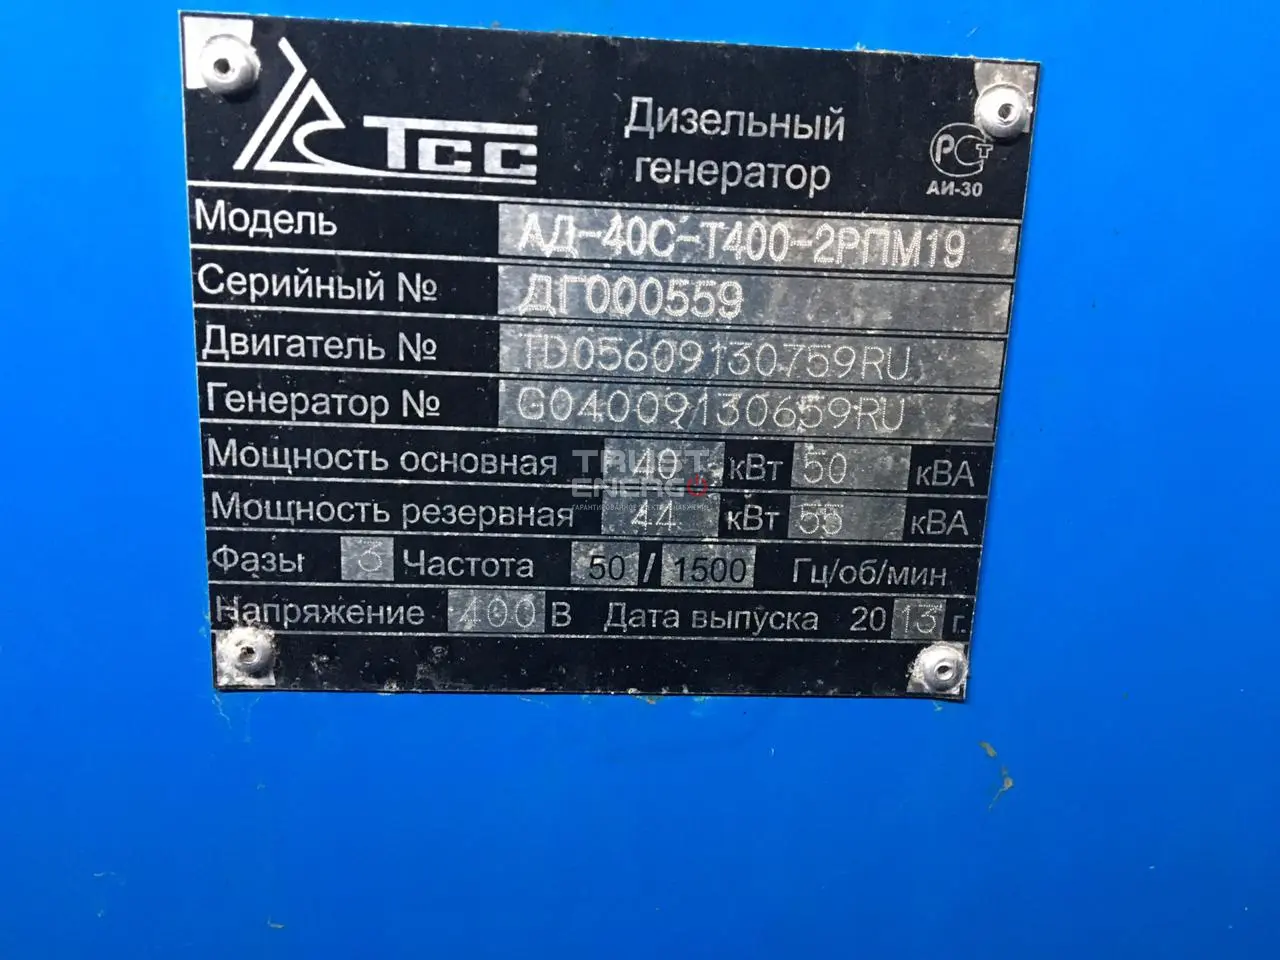 ТСС
Дизельный
генератор
РСТ
АИ-30
Модель АД-40С-Т400-2РПМ19
Серийный № ДГ000559
Двигатель № TD05609130759RU
Генератор № G04009130659RU
Мощность основная 40 кВт 50 кВА
Мощность резервная 44 кВт 55 кВА
Фазы 3 Частота 50 / 1500 Гц/об/мин
Напряжение 400 В Дата выпуска 2013 г.
TRUST
ENERGO